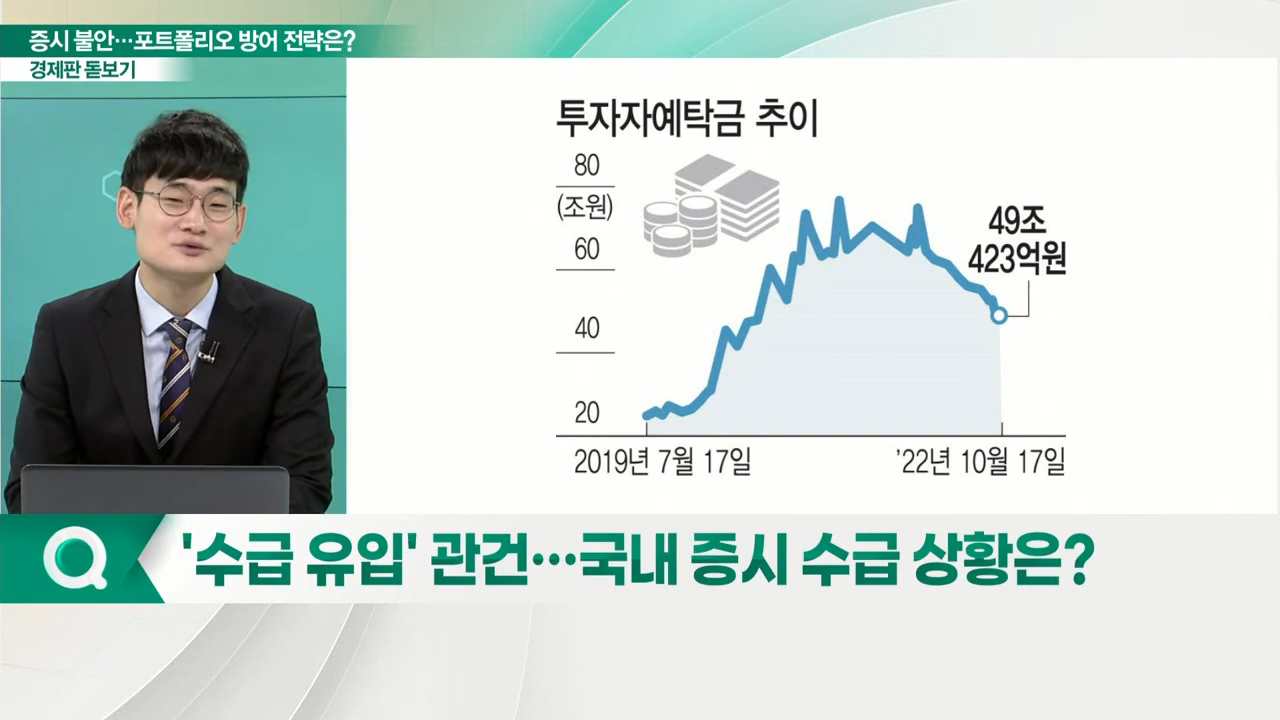 증시 불안…포트폴리오 방어 전략은?
경제판 돋보기
투자자예탁금 추이
80
(조원)
60
40
20
49조
423억원
2019년 7월 17일
’22년 10월 17일
'수급 유입' 관건…국내 증시 수급 상황은?